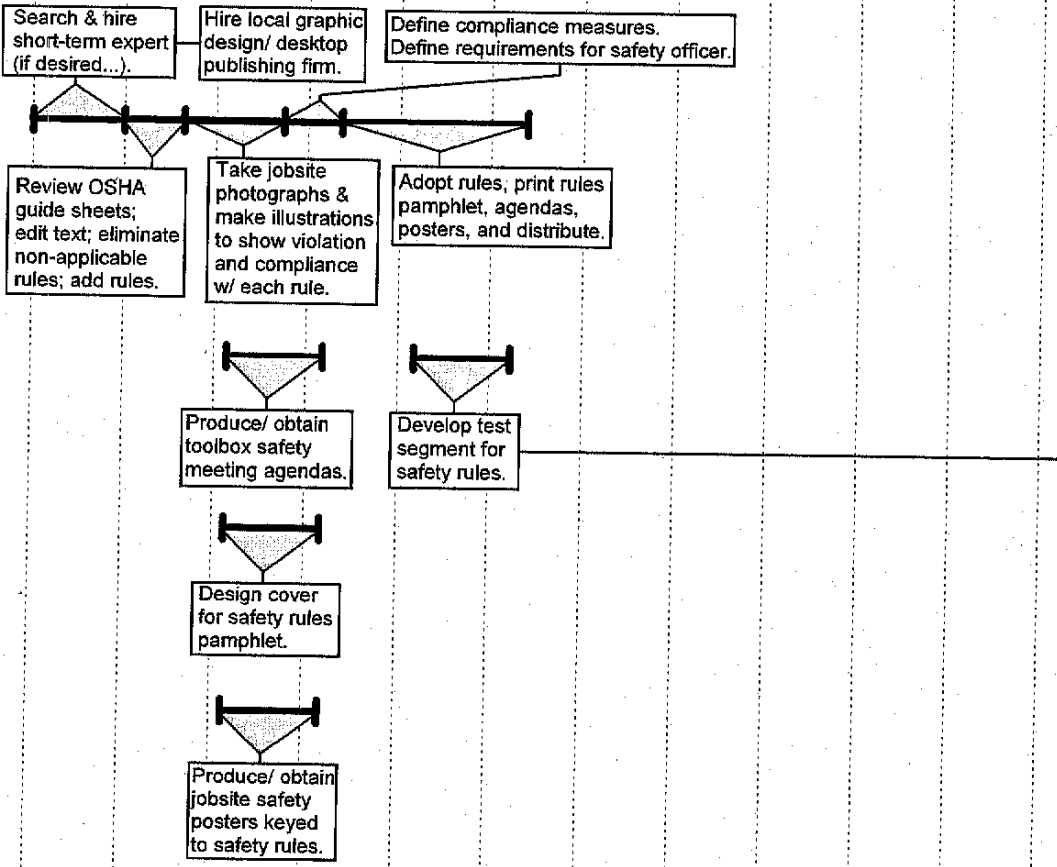 Search & hire
short-term expert
(if desired...).
Hire local graphic
design/ desktop
publishing firm.
Define compliance measures.
Define requirements for safety officer.
Review OSHA
guide sheets;
edit text; eliminate
non-applicable
rules; add rules.
Take jobsite
photographs &
make illustrations
to show violation
and compliance
w/ each rule.
Adopt rules; print rules
pamphlet, agendas,
posters, and distribute.
Produce/ obtain
toolbox safety
meeting agendas.
Develop test
segment for
safety rules.
Design cover
for safety rules
pamphlet.
Produce/ obtain
jobsite safety
posters keyed
to safety rules.